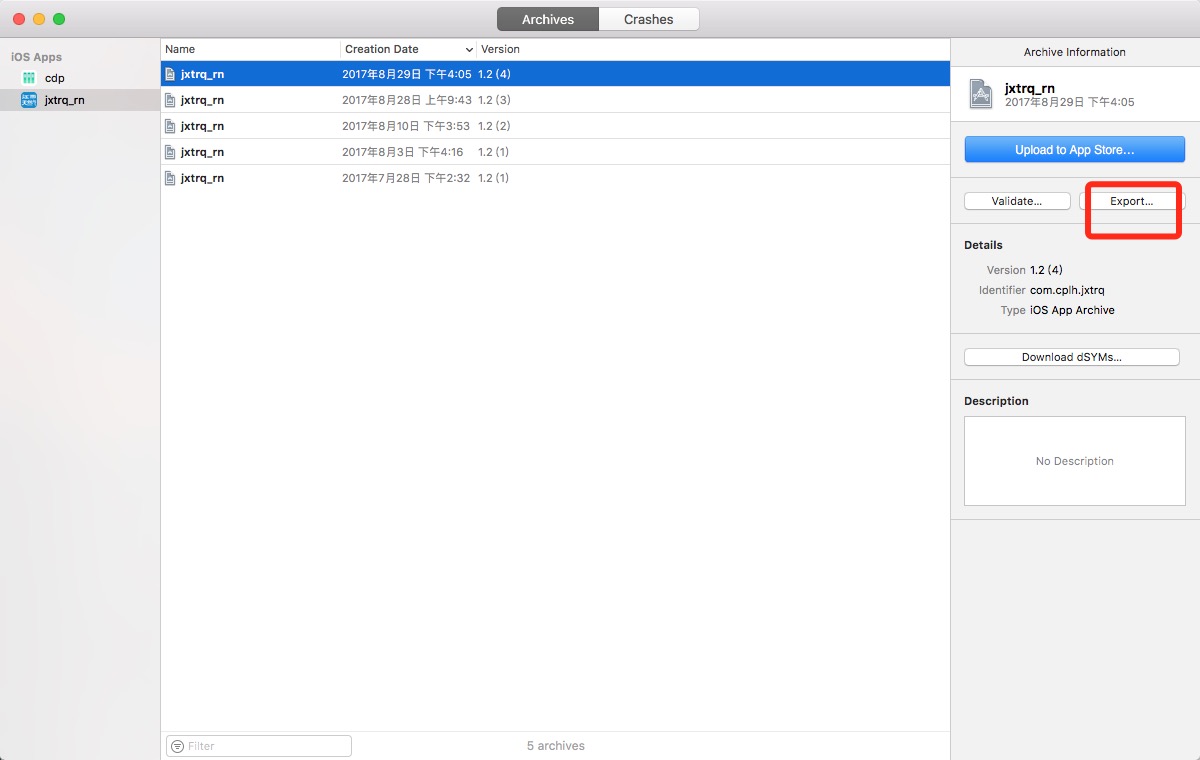 Archives Crashes
iOS Apps
cdp
jxtrq_rn
Name Creation Date Version
jxtrq_rn 2017年8月29日 下午4:05 1.2 (4)
jxtrq_rn 2017年8月28日 上午9:43 1.2 (3)
jxtrq_rn 2017年8月10日 下午3:53 1.2 (2)
jxtrq_rn 2017年8月3日 下午4:16 1.2 (1)
jxtrq_rn 2017年7月28日 下午2:32 1.2 (1)
Filter
5 archives
Archive Information
jxtrq_rn
2017年8月29日 下午4:05
Upload to App Store...
Validate... Export...
Details
Version 1.2 (4)
Identifier com.cplh.jxtrq
Type iOS App Archive
Download dSYMs...
Description
No Description